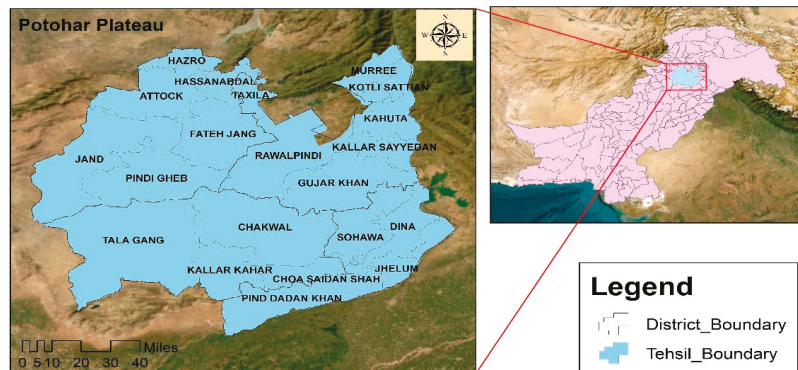 Potohar Plateau
N
W E
S
HAZRO
HASSANABDAL
TAXILA
ATTOCK
MURREE
KOTLI SATTIAN
KAHUTA
FATEH JANG
KALLAR SAYYEDAN
JAND
RAWALPINDI
PINDI GHEB
GUJAR KHAN
TALA GANG
CHAKWAL
DINA
SOHAWA
KALLAR KAHAR
JHELUM
CHOA SAIDAN SHAH
PIND DADAN KHAN
Miles
0 5 10 20 30 40
Legend
District_Boundary
Tehsil_Boundary